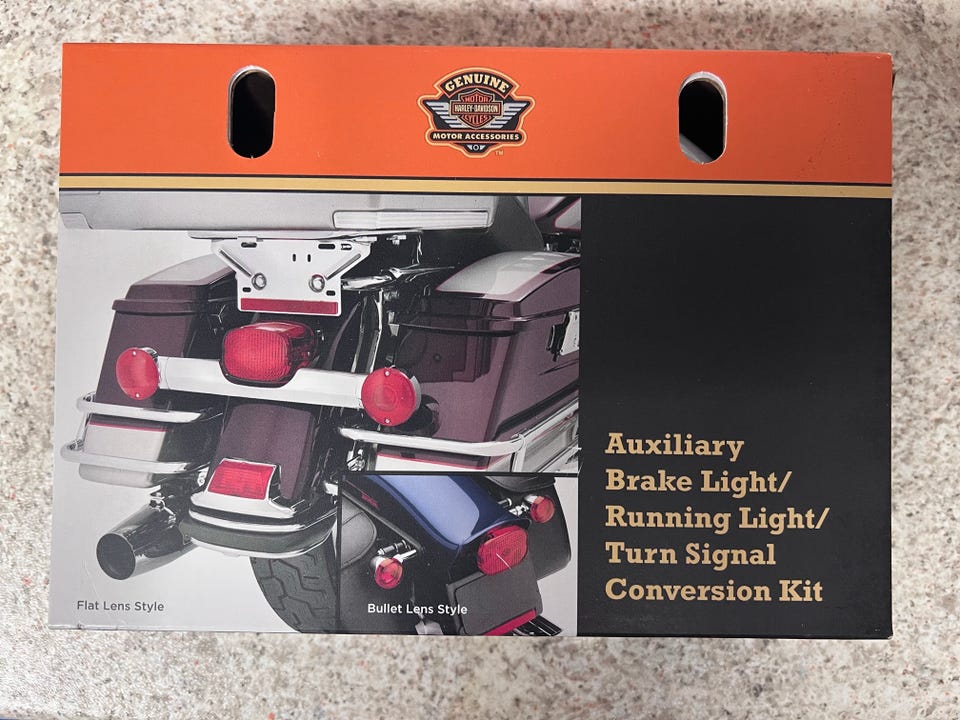 GENUINE
MOTOR
HARLEY-DAVIDSON
CYCLES
MOTOR ACCESSORIES
TM
Auxiliary
Brake Light/
Running Light/
Turn Signal
Conversion Kit
Flat Lens Style
Bullet Lens Style